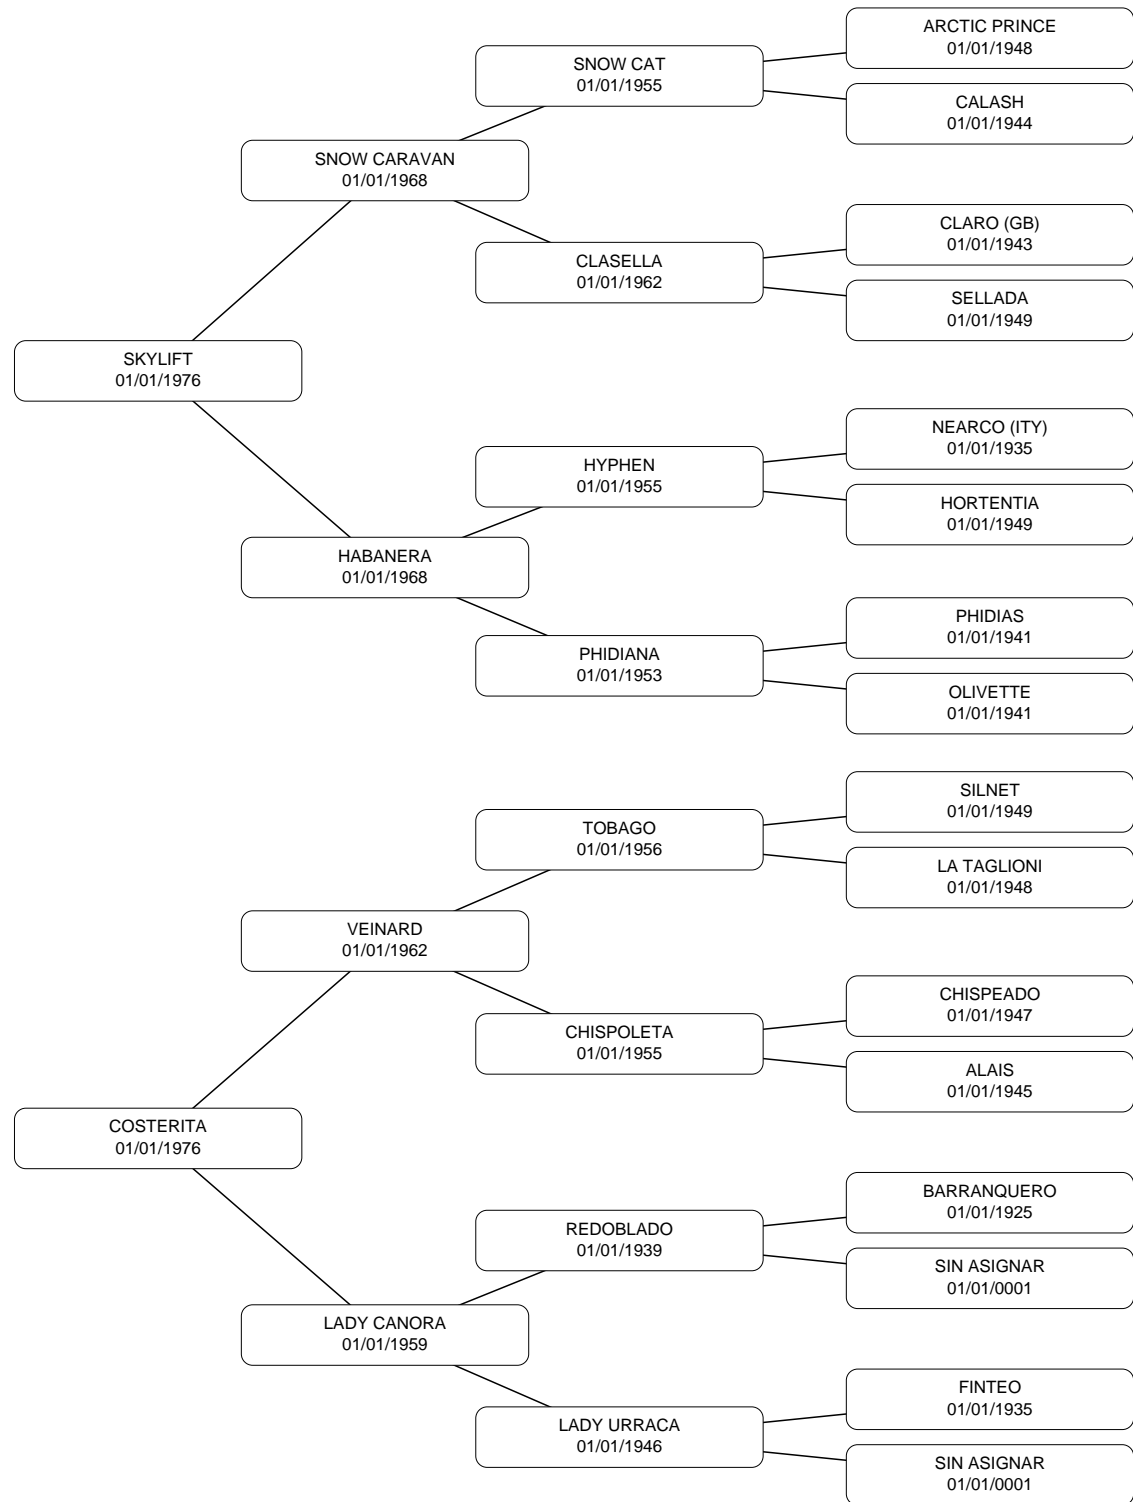 ARCTIC PRINCE
01/01/1948
SNOW CAT
01/01/1955
CALASH
01/01/1944
SNOW CARAVAN
01/01/1968
CLARO (GB)
01/01/1943
CLASELLA
01/01/1962
SELLADA
01/01/1949
SKYLIFT
01/01/1976
NEARCO (ITY)
01/01/1935
HYPHEN
01/01/1955
HORTENTIA
01/01/1949
HABANERA
01/01/1968
PHIDIAS
01/01/1941
PHIDIANA
01/01/1953
OLIVETTE
01/01/1941
SILNET
01/01/1949
TOBAGO
01/01/1956
LA TAGLIONI
01/01/1948
VEINARD
01/01/1962
CHISPEADO
01/01/1947
CHISPOLETA
01/01/1955
ALAIS
01/01/1945
COSTERITA
01/01/1976
BARRANQUERO
01/01/1925
REDOBLADO
01/01/1939
SIN ASIGNAR
01/01/0001
LADY CANORA
01/01/1959
FINTEO
01/01/1935
LADY URRACA
01/01/1946
SIN ASIGNAR
01/01/0001